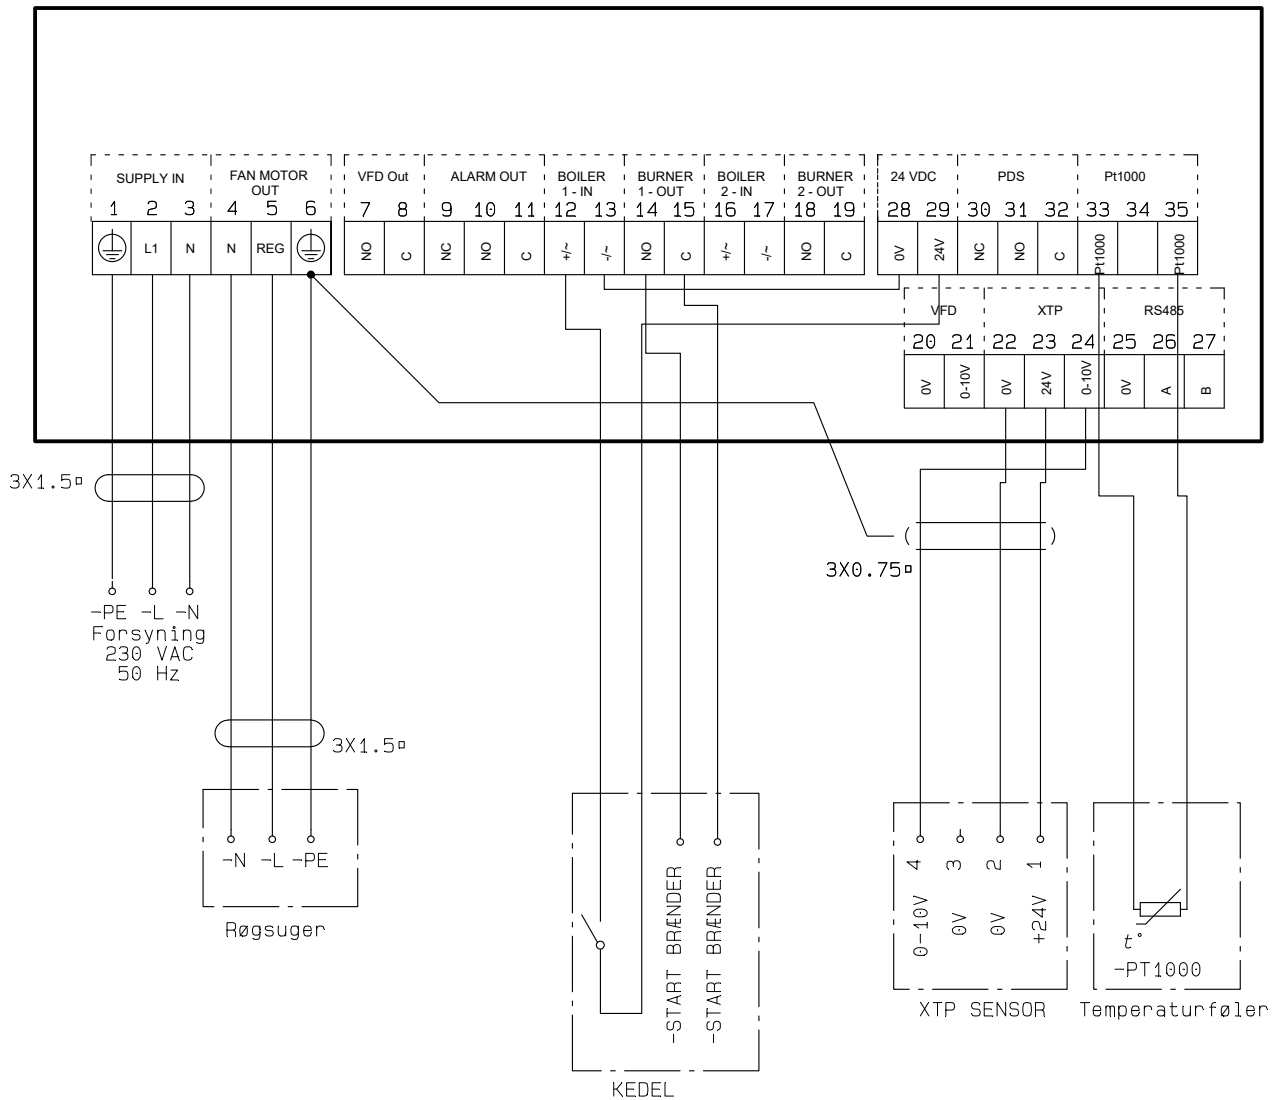 SUPPLY IN
FAN MOTOR
OUT
VFD Out
ALARM OUT
BOILER
1 - IN
BURNER
1 - OUT
BOILER
2 - IN
BURNER
2 - OUT
24 VDC
PDS
Pt1000
1 2 3 4 5 6 7 8 9 10 11 12 13 14 15 16 17 18 19 28 29 30 31 32 33 34 35
L1 N N REG NO C NC NO C +/~ -/~ NO C +/~ -/~ NO C 0V 24V NC NO C Pt1000 Pt1000
VFD
XTP
RS485
20 21 22 23 24 25 26 27
0V 0-10V 0V 24V 0-10V 0V A B
3X1.5▫
3X0.75▫
-PE -L -N
Forsyning
230 VAC
50 Hz
3X1.5▫
-N -L -PE
Røgsuger
-START BRÆNDER
-START BRÆNDER
KEDEL
4 3 2 1
0-10V 0V 0V +24V
XTP SENSOR
t°
-PT1000
Temperaturføler